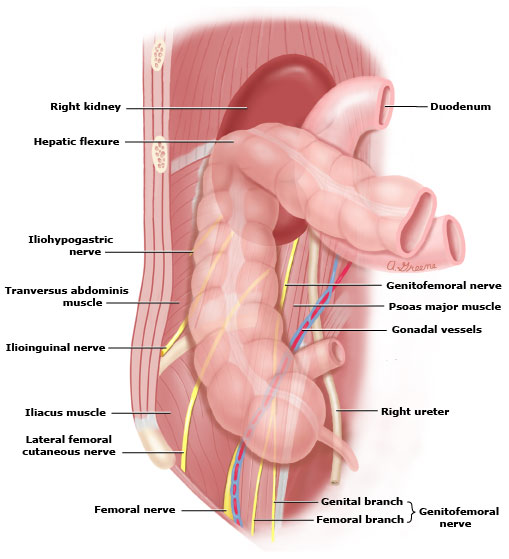 Right kidney
Duodenum
Hepatic flexure
Iliohypogastric
nerve
A. Greene
Genitofemoral nerve
Tranversus abdominis
muscle
Psoas major muscle
Gonadal vessels
Ilioinguinal nerve
Iliacus muscle
Right ureter
Lateral femoral
cutaneous nerve
Genital branch
Femoral nerve
Femoral branch
Genitofemoral
nerve